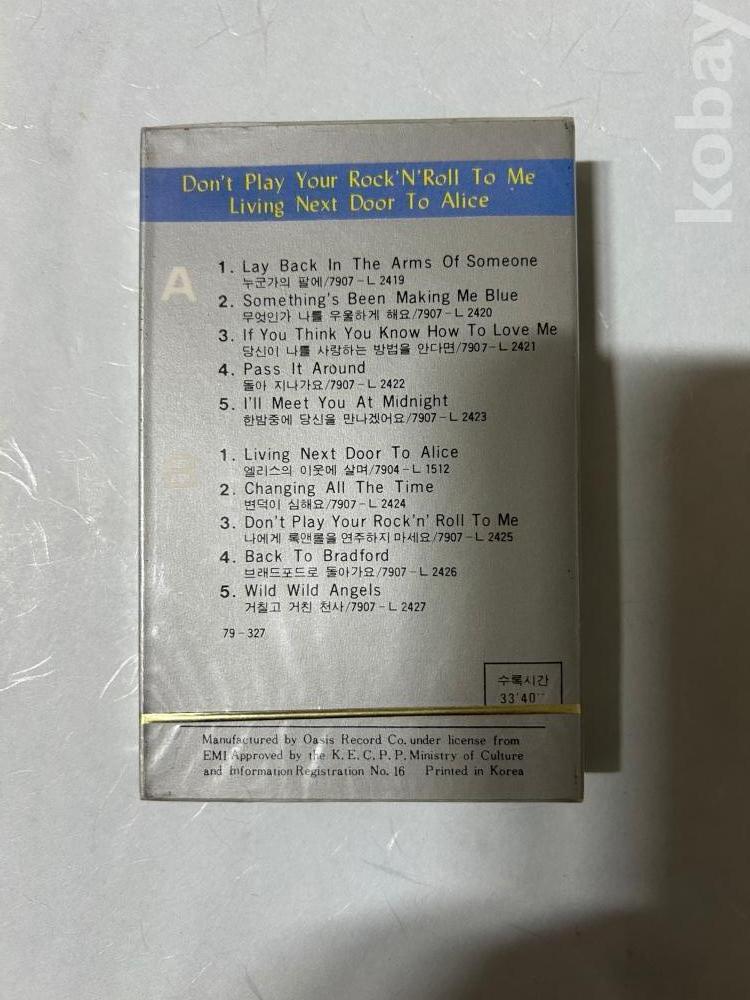 kobay
Don't Play Your Rock'N'Roll To Me
Living Next Door To Alice
A
1. Lay Back In The Arms Of Someone
누군가의 팔에/7907-L 2419
2. Something's Been Making Me Blue
무엇인가 나를 우울하게 해요/7907-L 2420
3. If You Think You Know How To Love Me
당신이 나를 사랑하는 방법을 안다면/7907-L 2421
4. Pass It Around
돌아 지나가요/7907-L 2422
5. I'll Meet You At Midnight
한밤중에 당신을 만나겠어요/7907-L 2423
B
1. Living Next Door To Alice
엘리스의 이웃에 살며/7904-L 1512
2. Changing All The Time
변덕이 심해요/7907-L 2424
3. Don't Play Your Rock'n' Roll To Me
나에게 록앤롤을 연주하지 마세요/7907-L 2425
4. Back To Bradford
브래드포드로 돌아가요/7907-L 2426
5. Wild Wild Angels
거칠고 거친 천사/7907-L 2427
79-327
수록시간
33'40''
Manufactured by Oasis Record Co. under license from
EMI Approved by the K. E. C. P. P. Ministry of Culture
and Information Registration No. 16 Printed in Korea